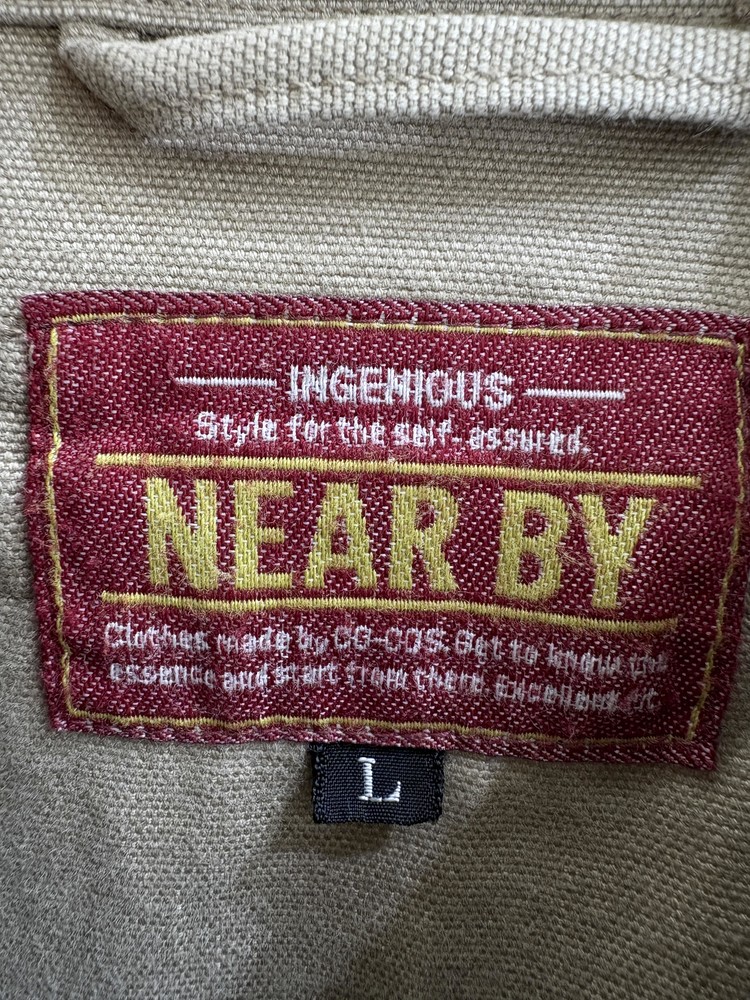 INGENIOUS
Style for the self-assured.
NEAR BY
Clothes made by CO-COS. Get to know the
essence and start from there. Excellent fit
L